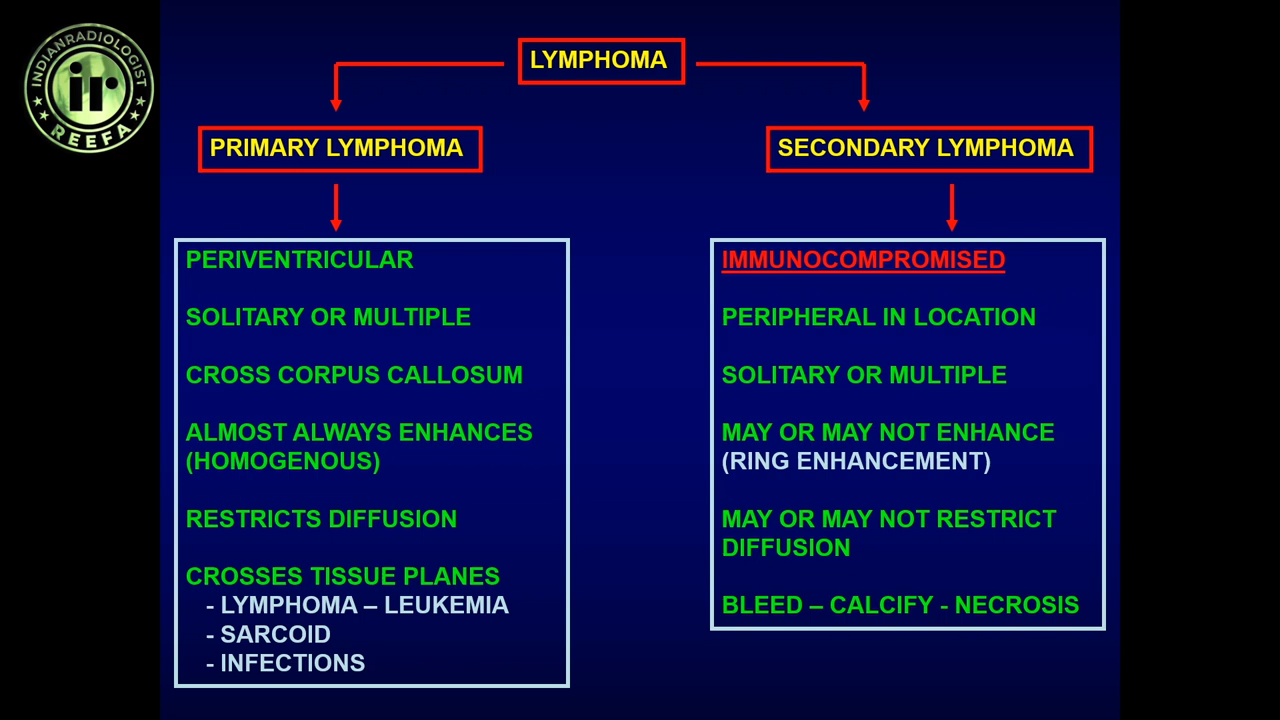 INDIANRADIOLOGIST
ir
REEFA
LYMPHOMA
PRIMARY LYMPHOMA
SECONDARY LYMPHOMA
PERIVENTRICULAR
SOLITARY OR MULTIPLE
CROSS CORPUS CALLOSUM
ALMOST ALWAYS ENHANCES
(HOMOGENOUS)
RESTRICTS DIFFUSION
CROSSES TISSUE PLANES
- LYMPHOMA – LEUKEMIA
- SARCOID
- INFECTIONS
IMMUNOCOMPROMISED
PERIPHERAL IN LOCATION
SOLITARY OR MULTIPLE
MAY OR MAY NOT ENHANCE
(RING ENHANCEMENT)
MAY OR MAY NOT RESTRICT
DIFFUSION
BLEED – CALCIFY - NECROSIS